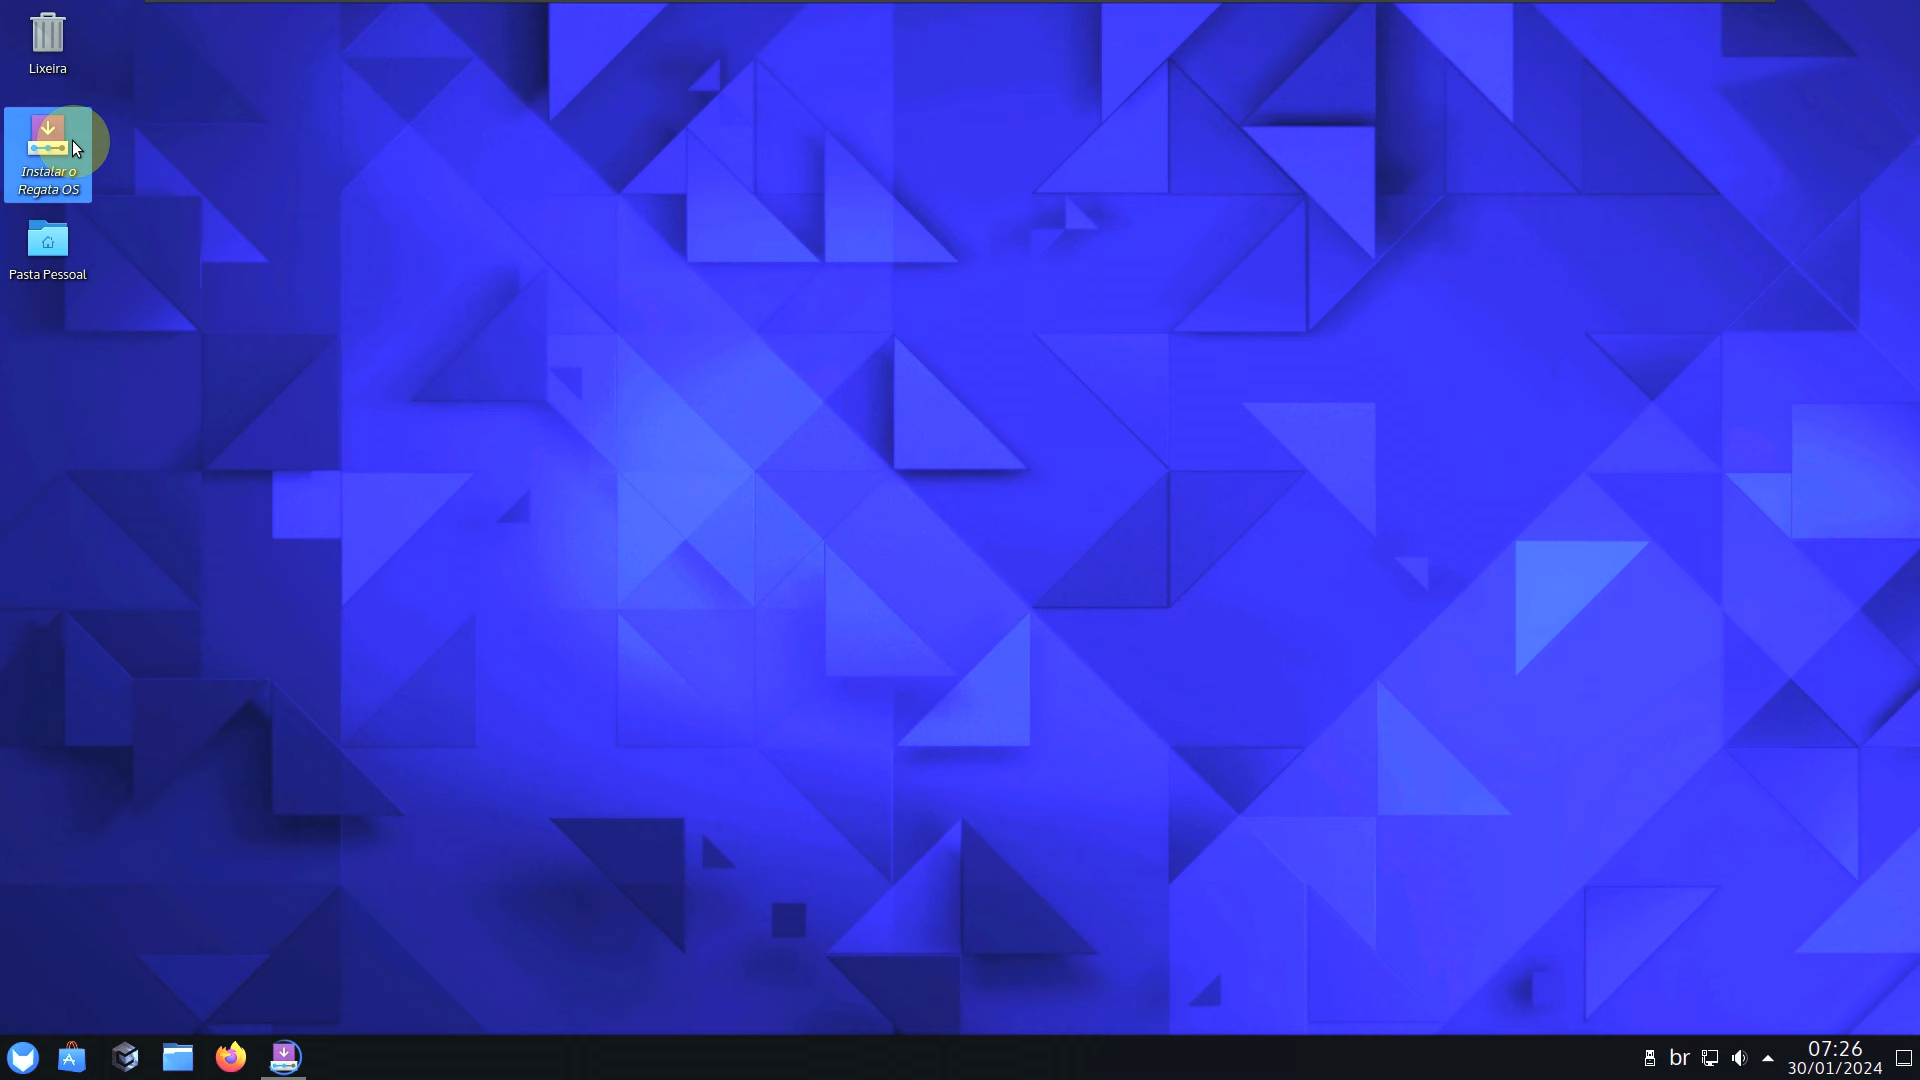 Lixeira
Instalar o
Regata OS
Pasta Pessoal
br
07:26
30/01/2024